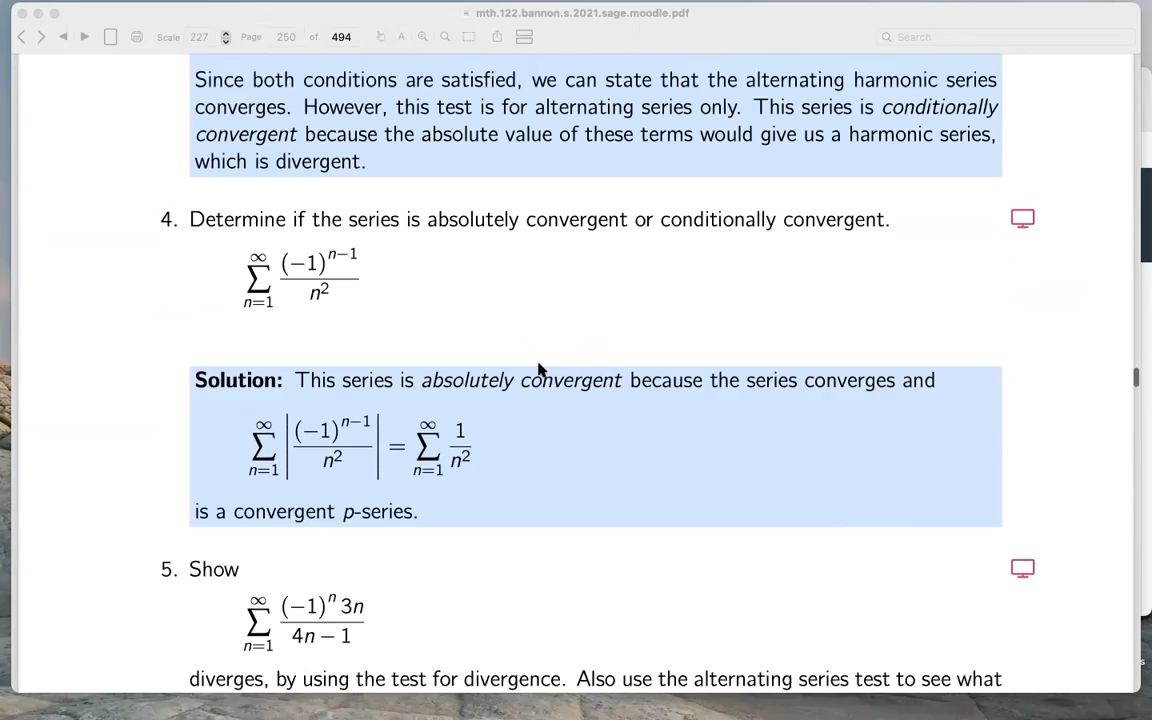 mth.122.bannon.s.2021.sage.moodle.pdf
Scale 227 Page 250 of 494 A Search
Since both conditions are satisfied, we can state that the alternating harmonic series
converges. However, this test is for alternating series only. This series is conditionally
convergent because the absolute value of these terms would give us a harmonic series,
which is divergent.
4. Determine if the series is absolutely convergent or conditionally convergent.
∞
∑ (−1)ⁿ⁻¹ / n²
n=1
Solution: This series is absolutely convergent because the series converges and
∞ ∞
∑ |(−1)ⁿ⁻¹ / n²| = ∑ 1 / n²
n=1 n=1
is a convergent p-series.
5. Show
∞
∑ (−1)ⁿ 3n / 4n − 1
n=1
diverges, by using the test for divergence. Also use the alternating series test to see what
s